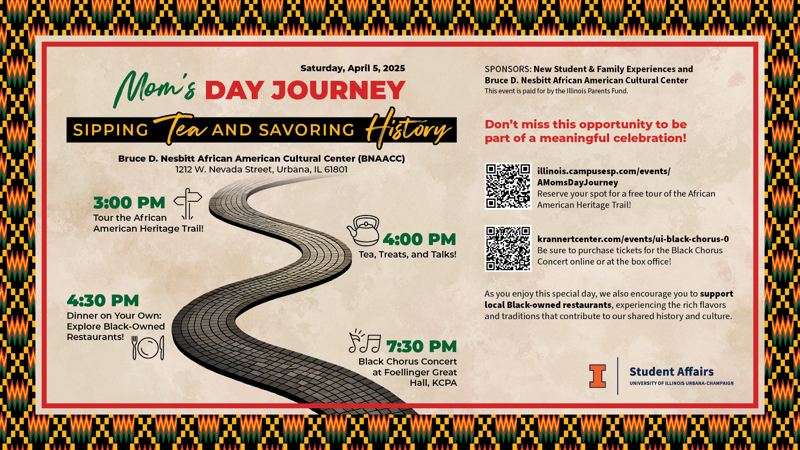 Saturday, April 5, 2025
Mom's DAY JOURNEY
SIPPING Tea AND SAVORING History
Bruce D. Nesbitt African American Cultural Center (BNAACC)
1212 W. Nevada Street, Urbana, IL 61801
3:00 PM
Tour the African
American Heritage Trail!
4:00 PM
Tea, Treats, and Talks!
4:30 PM
Dinner on Your Own:
Explore Black-Owned
Restaurants!
7:30 PM
Black Chorus Concert
at Foellinger Great
Hall, KCPA
SPONSORS: New Student & Family Experiences and
Bruce D. Nesbitt African American Cultural Center
This event is paid for by the Illinois Parents Fund.
Don't miss this opportunity to be
part of a meaningful celebration!
illinois.campusesp.com/events/
AMomsDayJourney
Reserve your spot for a free tour of the African
American Heritage Trail!
krannertcenter.com/events/ui-black-chorus-0
Be sure to purchase tickets for the Black Chorus
Concert online or at the box office!
As you enjoy this special day, we also encourage you to support
local Black-owned restaurants, experiencing the rich flavors
and traditions that contribute to our shared history and culture.
I
Student Affairs
UNIVERSITY OF ILLINOIS URBANA-CHAMPAIGN